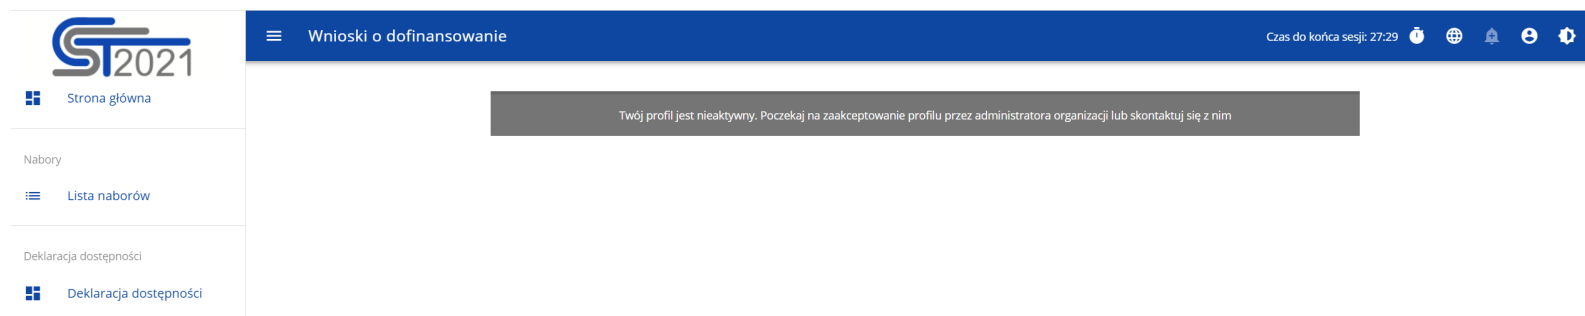 CST2021
Wnioski o dofinansowanie
Czas do końca sesji: 27:29
Strona główna
Twój profil jest nieaktywny. Poczekaj na zaakceptowanie profilu przez administratora organizacji lub skontaktuj się z nim
Nabory
Lista naborów
Deklaracja dostępności
Deklaracja dostępności